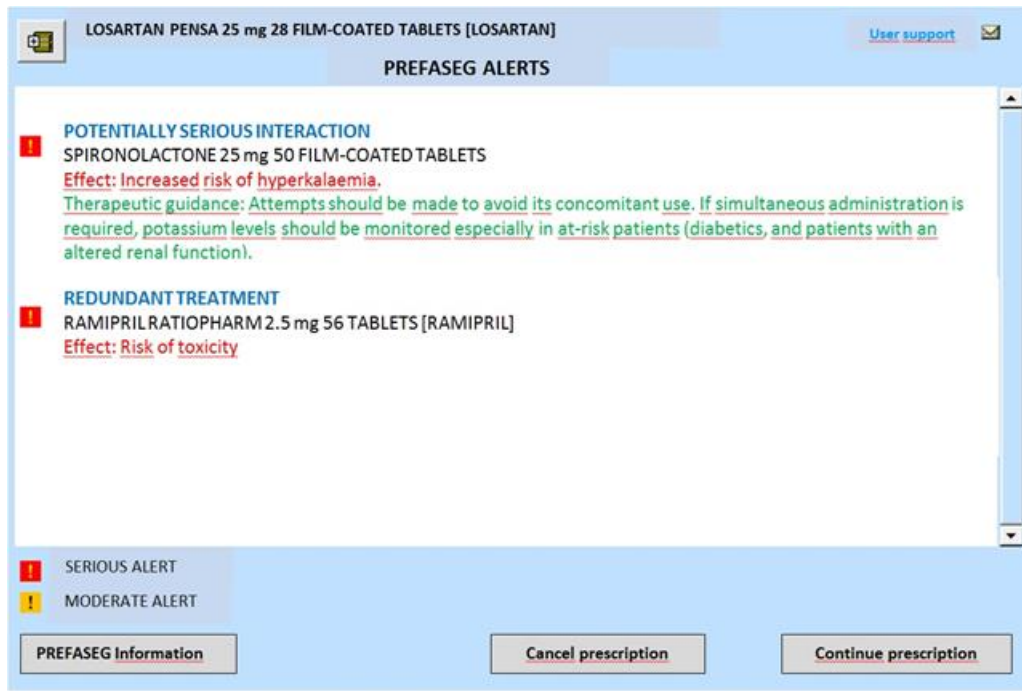 LOSARTAN PENSA 25 mg 28 FILM-COATED TABLETS [LOSARTAN]
User support
PREFASEG ALERTS
POTENTIALLY SERIOUS INTERACTION
SPIRONOLACTONE 25 mg 50 FILM-COATED TABLETS
Effect: Increased risk of hyperkalaemia.
Therapeutic guidance: Attempts should be made to avoid its concomitant use. If simultaneous administration is
required, potassium levels should be monitored especially in at-risk patients (diabetics, and patients with an
altered renal function).
REDUNDANT TREATMENT
RAMIPRIL RATIOPHARM 2.5 mg 56 TABLETS [RAMIPRIL]
Effect: Risk of toxicity
! SERIOUS ALERT
! MODERATE ALERT
PREFASEG Information
Cancel prescription
Continue prescription